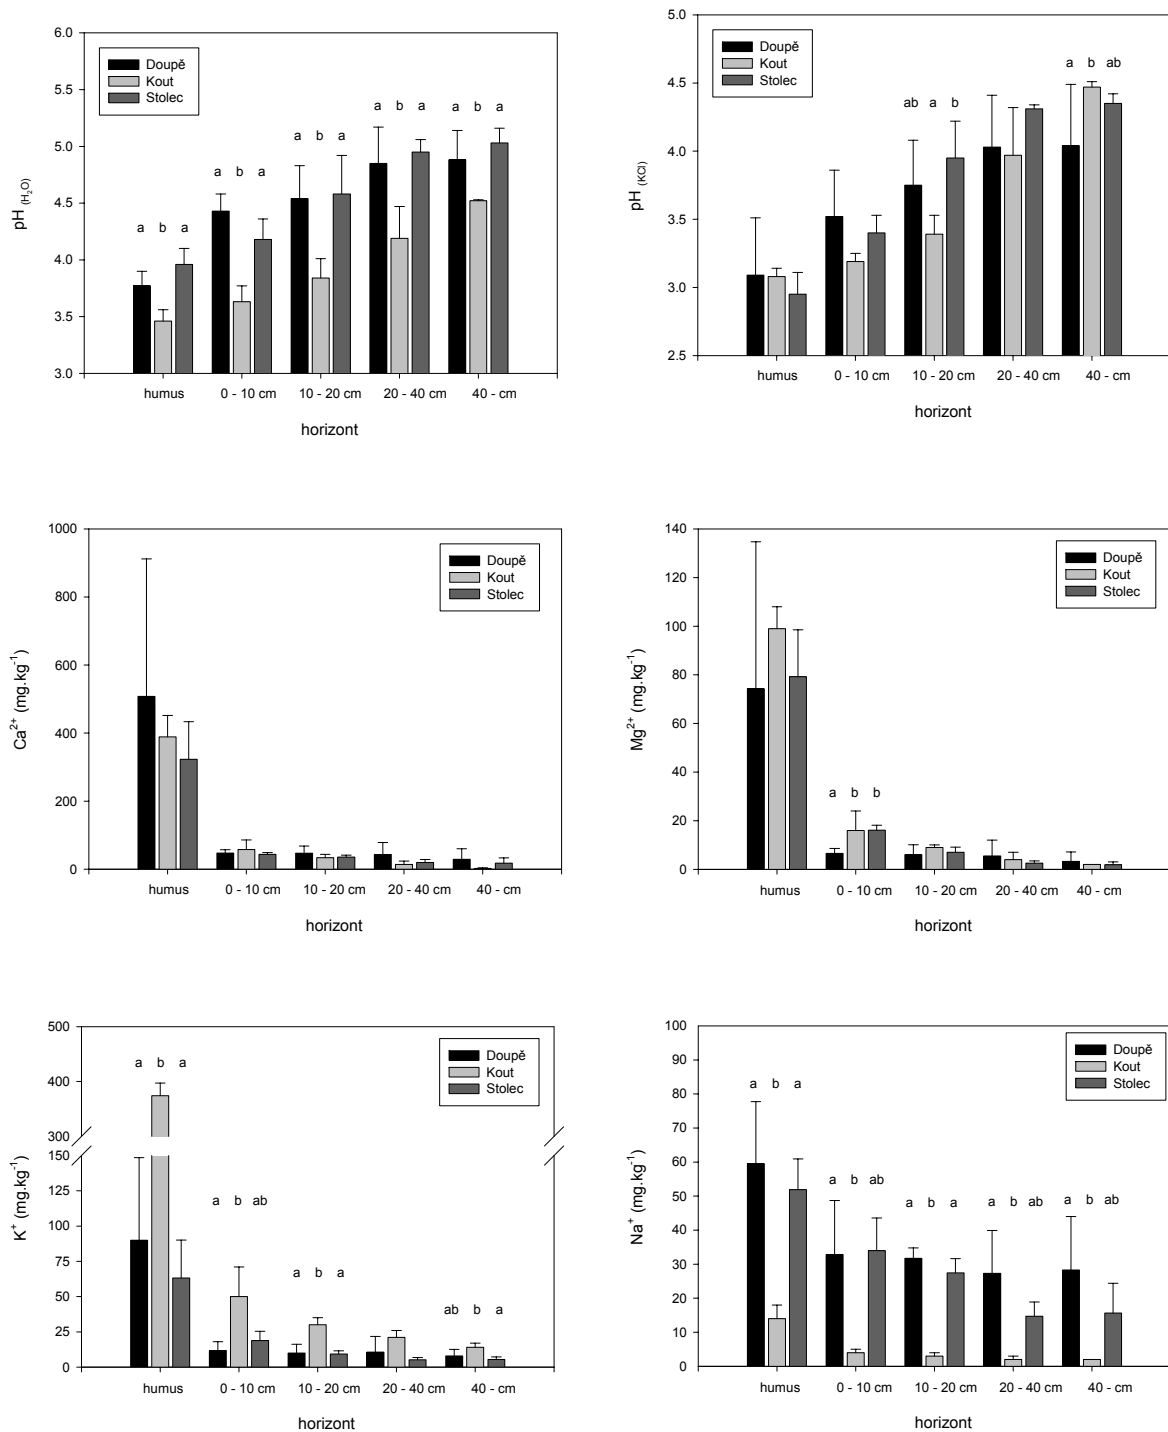 6.0
5.5
5.0
4.5
4.0
3.5
3.0
pH (H2O)
Doupě
Kout
Stolec
a b a
a b a
a b a
a b a
a b a
humus 0 - 10 cm 10 - 20 cm 20 - 40 cm 40 - cm
horizont
5.0
4.5
4.0
3.5
3.0
2.5
pH (KCl)
Doupě
Kout
Stolec
ab a b
a b ab
humus 0 - 10 cm 10 - 20 cm 20 - 40 cm 40 - cm
horizont
1000
800
600
400
200
0
Ca2+ (mg.kg-1)
Doupě
Kout
Stolec
humus 0 - 10 cm 10 - 20 cm 20 - 40 cm 40 - cm
horizont
140
120
100
80
60
40
20
0
Mg2+ (mg.kg-1)
Doupě
Kout
Stolec
a b b
humus 0 - 10 cm 10 - 20 cm 20 - 40 cm 40 - cm
horizont
500
400
300
150
125
100
75
50
25
0
K+ (mg.kg-1)
Doupě
Kout
Stolec
a b a
a b ab
a b a
ab b a
humus 0 - 10 cm 10 - 20 cm 20 - 40 cm 40 - cm
horizont
100
90
80
70
60
50
40
30
20
10
0
Na+ (mg.kg-1)
Doupě
Kout
Stolec
a b a
a b ab
a b a
a b ab
a b ab
humus 0 - 10 cm 10 - 20 cm 20 - 40 cm 40 - cm
horizont